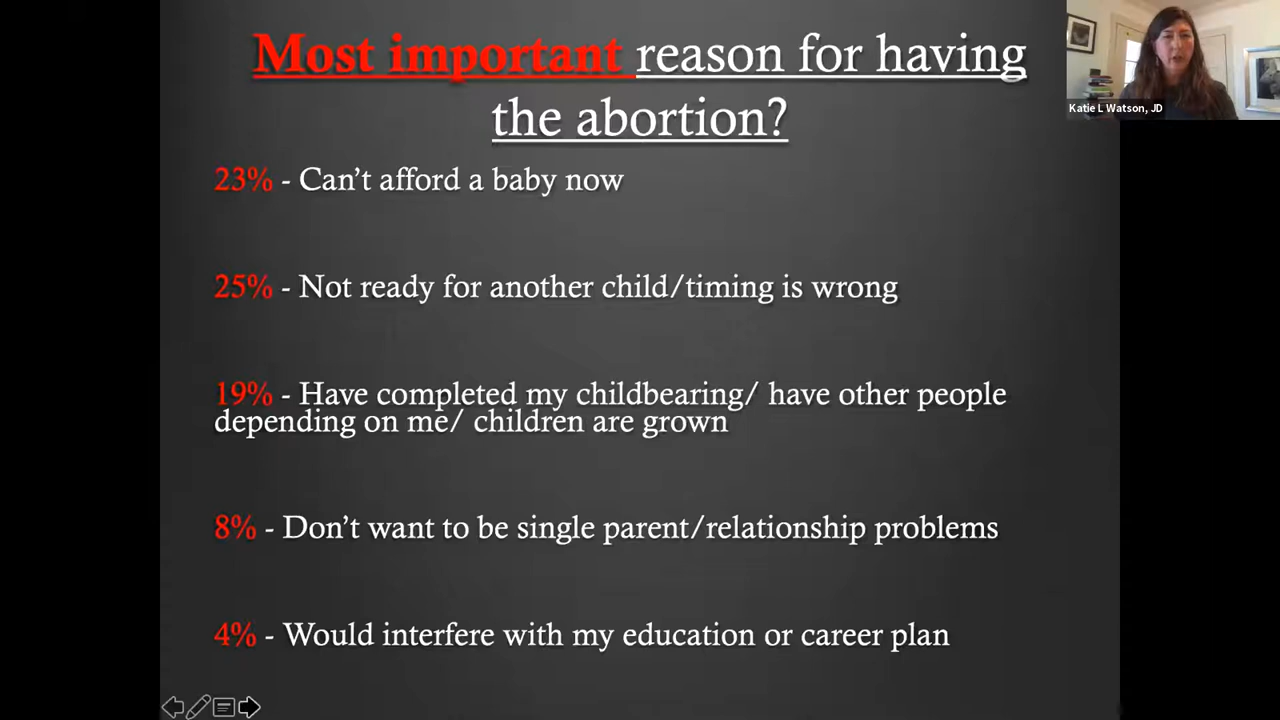 Most important reason for having
the abortion?
Katie L Watson, JD
23% - Can't afford a baby now
25% - Not ready for another child/timing is wrong
19% - Have completed my childbearing/ have other people
depending on me/ children are grown
8% - Don't want to be single parent/relationship problems
4% - Would interfere with my education or career plan